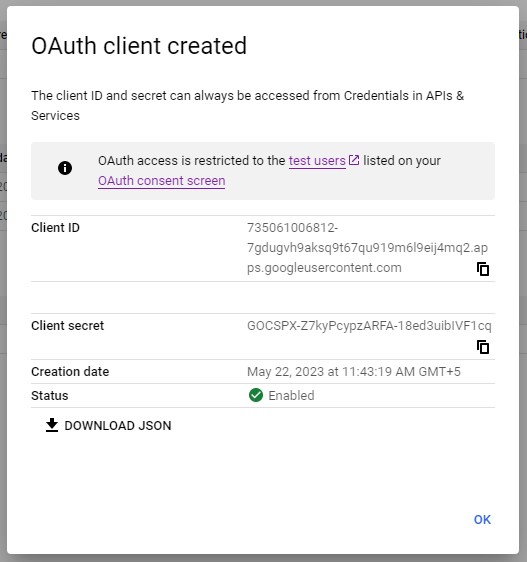 OAuth client created
The client ID and secret can always be accessed from Credentials in APIs &
Services
OAuth access is restricted to the test users listed on your
OAuth consent screen
Client ID
735061006812-
7gdugvh9aksq9t67qu919m6l9eij4mq2.ap
ps.googleusercontent.com
Client secret
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
Creation date
May 22, 2023 at 11:43:19 AM GMT+5
Status
Enabled
DOWNLOAD JSON
OK